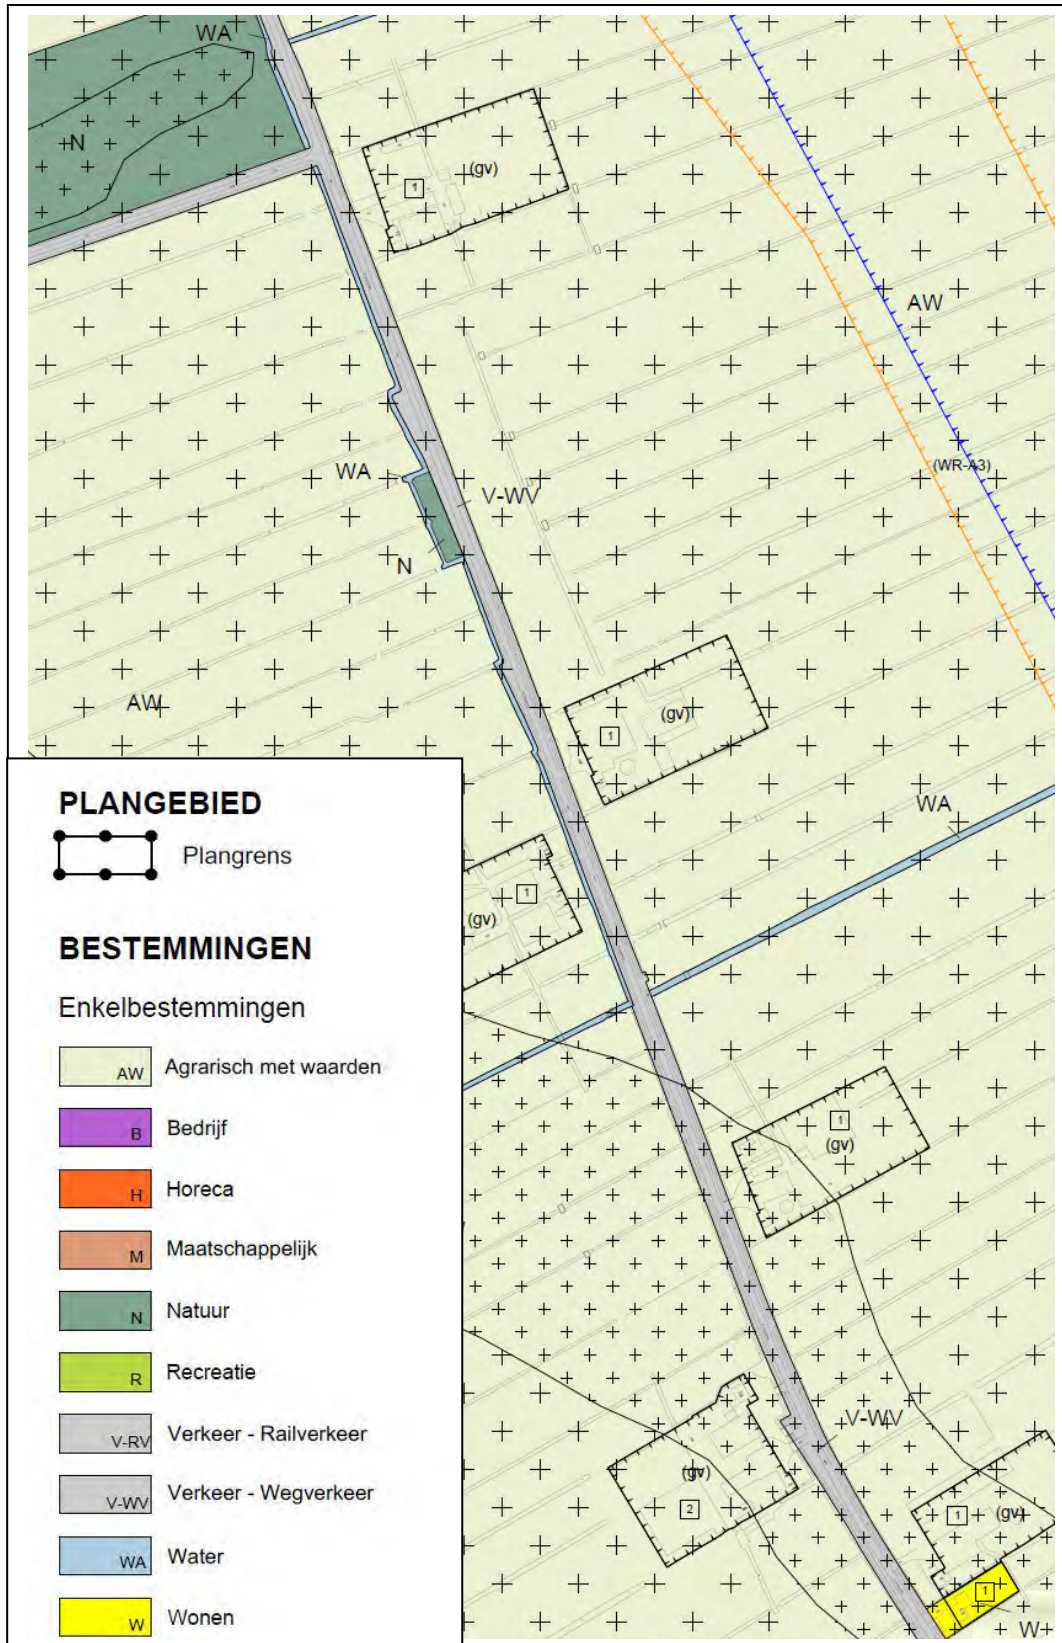 WA
N
1
(gv)
AW
(WR-A3)
WA
V-WV
N
AW
(gv)
1
WA
1
(gv)
1
(gv)
V-WV
(gv)
2
1
(gv)
1
W
PLANGEBIED
Plangrens
BESTEMMINGEN
Enkelbestemmingen
AW Agrarisch met waarden
B Bedrijf
H Horeca
M Maatschappelijk
N Natuur
R Recreatie
V-RV Verkeer - Railverkeer
V-WV Verkeer - Wegverkeer
WA Water
W Wonen